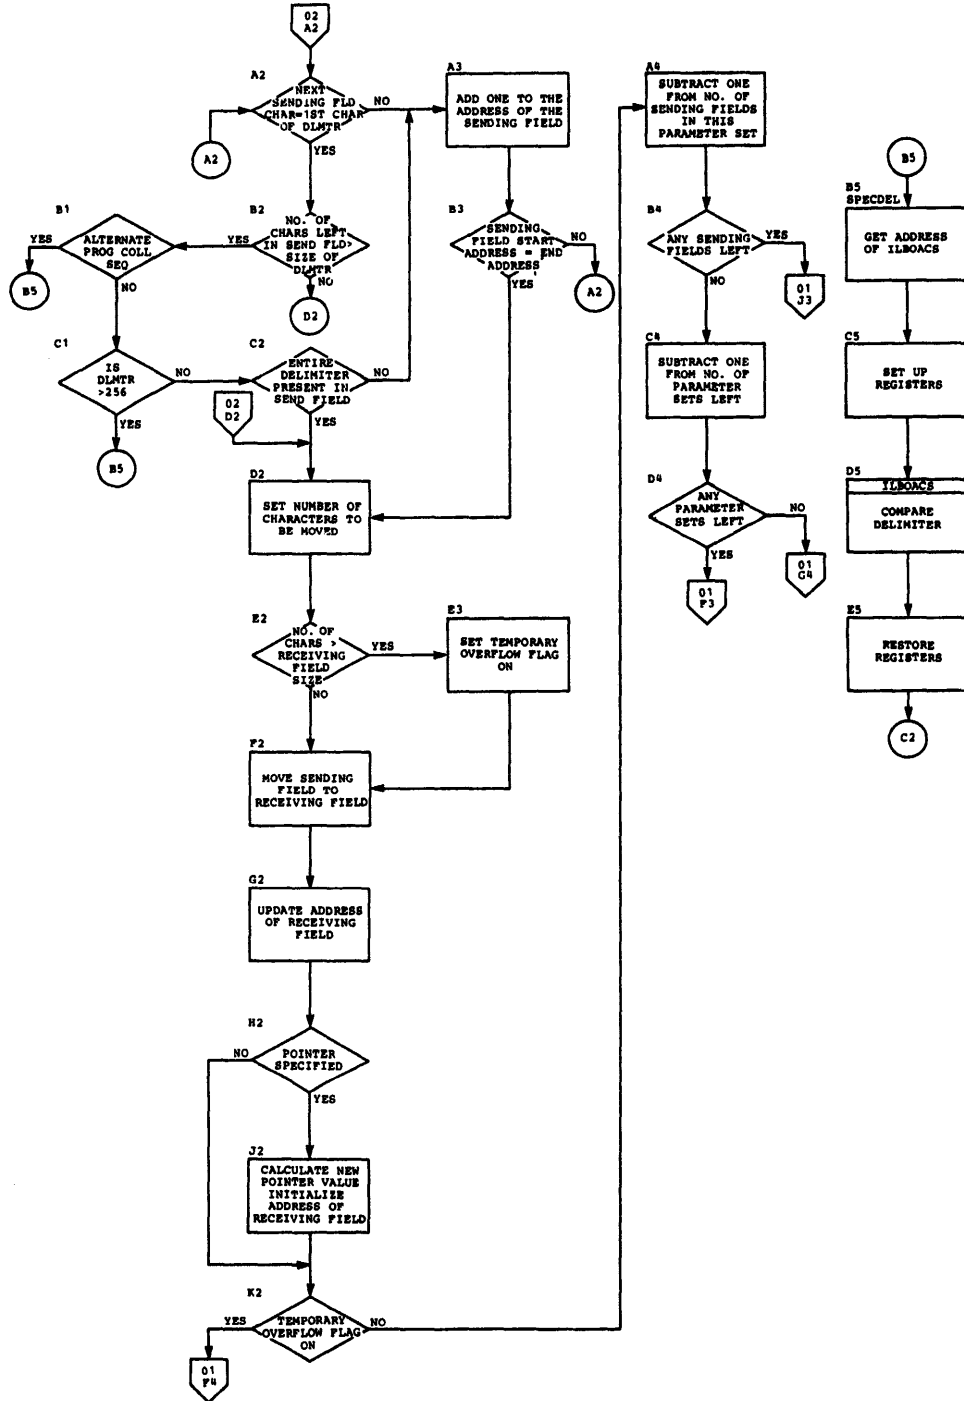 02
A2
A2
NEXT
SENDING FLD
CHAR=1ST CHAR
OF DLMTR
NO
YES
A2
A3
ADD ONE TO THE
ADDRESS OF THE
SENDING FIELD
A4
SUBTRACT ONE
FROM NO. OF
SENDING FIELDS
IN THIS
PARAMETER SET
B5
B1
ALTERNATE
PROG COLL
SEQ
YES
NO
B5
B2
NO. OF
CHARS LEFT
IN SEND FLD>
SIZE OF
DLMTR
YES
NO
D2
B3
SENDING
FIELD START
ADDRESS = END
ADDRESS
NO
YES
A2
B4
ANY SENDING
FIELDS LEFT
YES
NO
01
J3
B5
SPECDEL
GET ADDRESS
OF ILBOACS
C1
IS
DLMTR
>256
NO
YES
B5
C2
ENTIRE
DELIMITER
PRESENT IN
SEND FIELD
NO
YES
02
D2
C4
SUBTRACT ONE
FROM NO. OF
PARAMETER
SETS LEFT
C5
SET UP
REGISTERS
D2
SET NUMBER OF
CHARACTERS TO
BE MOVED
D4
ANY
PARAMETER
SETS LEFT
NO
YES
01
G4
01
F3
D5
ILBOACS
COMPARE
DELIMITER
E2
NO. OF
CHARS >
RECEIVING
FIELD
SIZE
YES
NO
E3
SET TEMPORARY
OVERFLOW FLAG
ON
E5
RESTORE
REGISTERS
C2
F2
MOVE SENDING
FIELD TO
RECEIVING FIELD
G2
UPDATE ADDRESS
OF RECEIVING
FIELD
H2
POINTER
SPECIFIED
NO
YES
J2
CALCULATE NEW
POINTER VALUE
INITIALIZE
ADDRESS OF
RECEIVING FIELD
K2
TEMPORARY
OVERFLOW FLAG
ON
YES
NO
01
F4